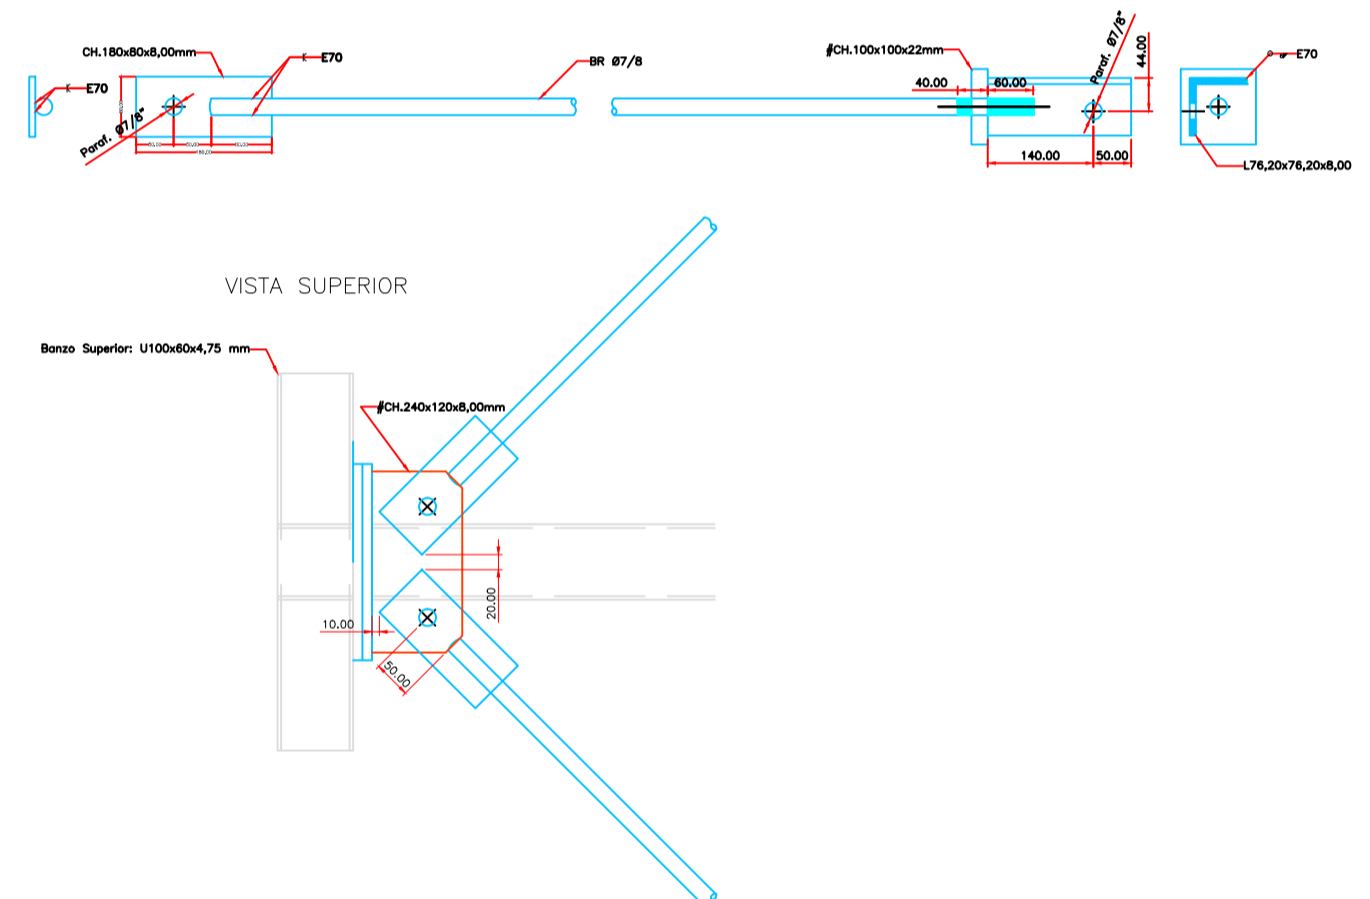 CH.180x80x8,00mm
E70
BR Ø7/8
E70
Paraf. Ø7/8"
#CH.100x100x22mm
40.00
60.00
Paraf. Ø7/8"
44.00
E70
140.00
50.00
L76,20x76,20x8,00
VISTA SUPERIOR
Banzo Superior: U100x60x4,75 mm
#CH.240x120x8,00mm
20.00
10.00
50.00